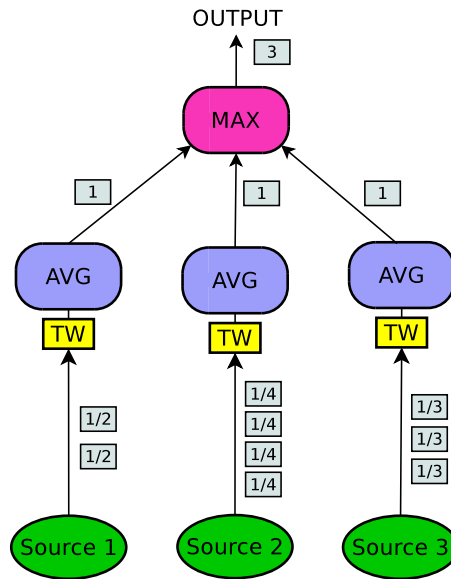 OUTPUT
3
MAX
1 1 1
AVG AVG AVG
TW TW TW
1/4
1/2 1/4 1/3
1/4 1/3
1/2 1/4 1/3
Source 1 Source 2 Source 3